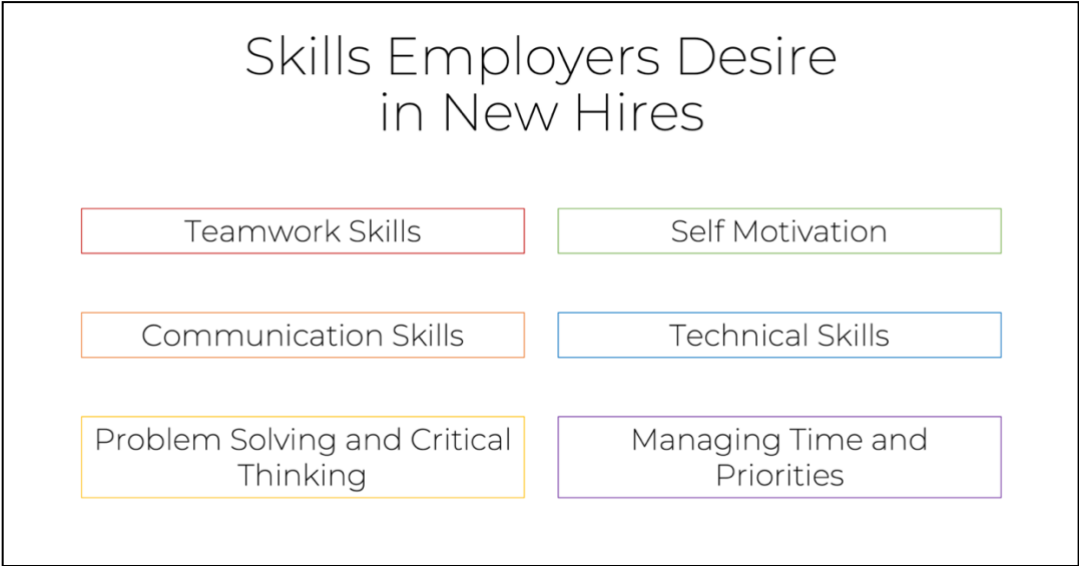 Skills Employers Desire
in New Hires
Teamwork Skills
Self Motivation
Communication Skills
Technical Skills
Problem Solving and Critical
Thinking
Managing Time and
Priorities